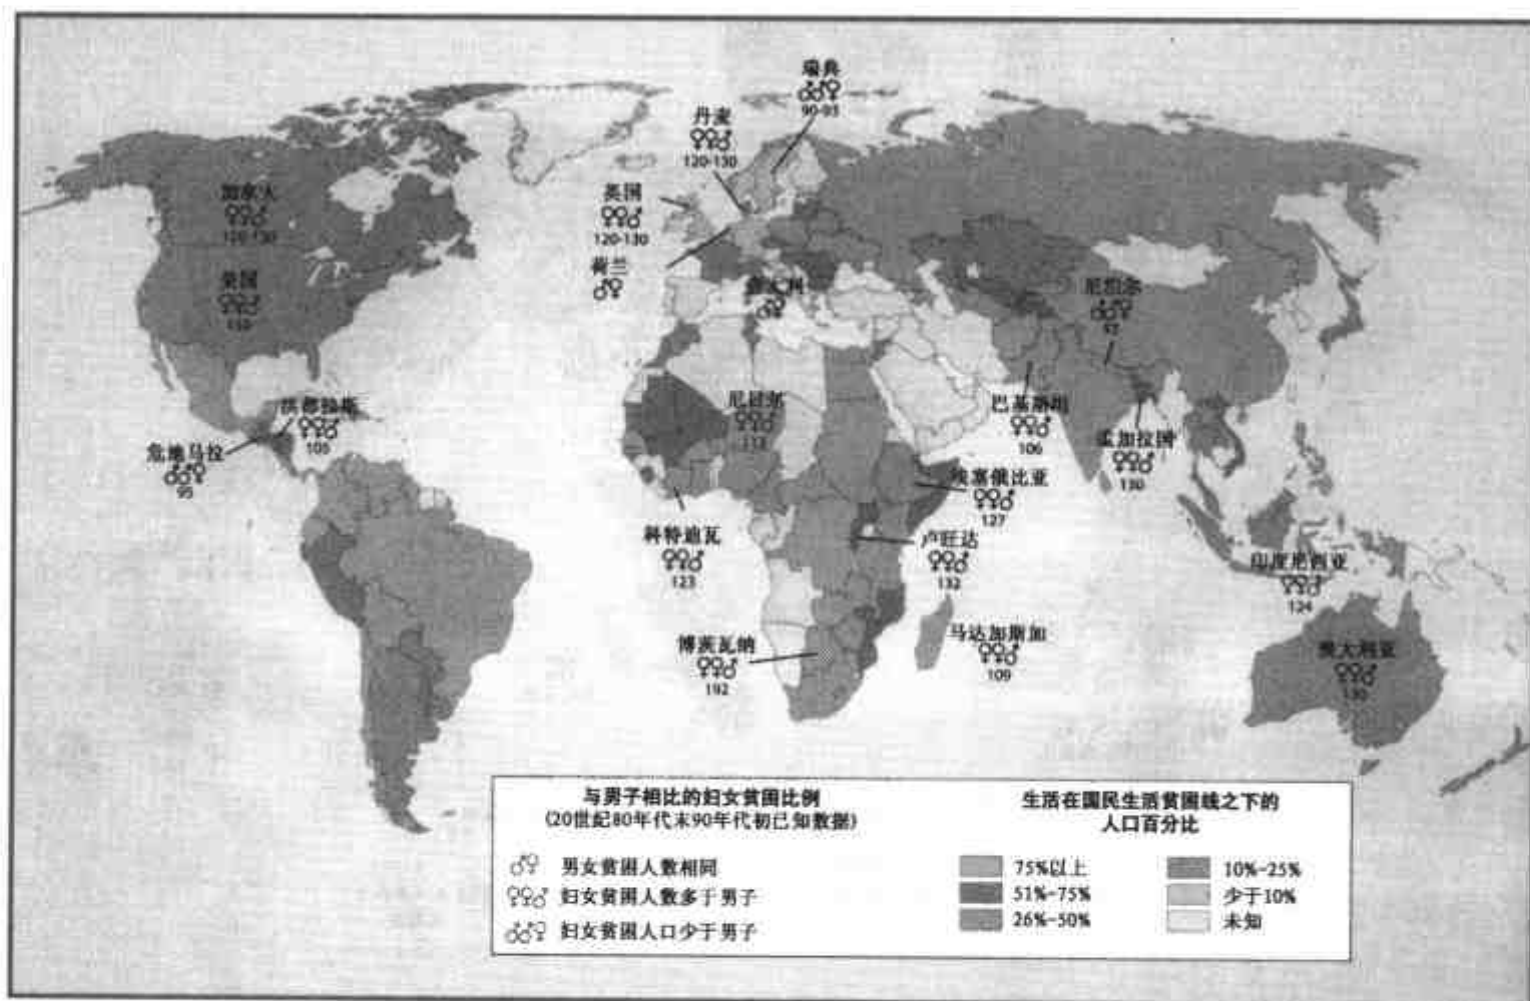 瑞典
90-93
丹麦
120-130
英国
120-130
荷兰
意大利
加拿大
120-130
美国
尼泊尔
洪都拉斯
危地马拉
尼日尔
巴基斯坦
106
孟加拉国
130
埃塞俄比亚
127
科特迪瓦
123
卢旺达
132
印度尼西亚
124
博茨瓦纳
192
马达加斯加
109
澳大利亚
130
与男子相比的妇女贫困比例
(20世纪80年代末90年代初已知数据)
男女贫困人数相同
妇女贫困人数多于男子
妇女贫困人口少于男子
生活在国民生活贫困线之下的
人口百分比
75%以上
51%-75%
26%-50%
10%-25%
少于10%
未知